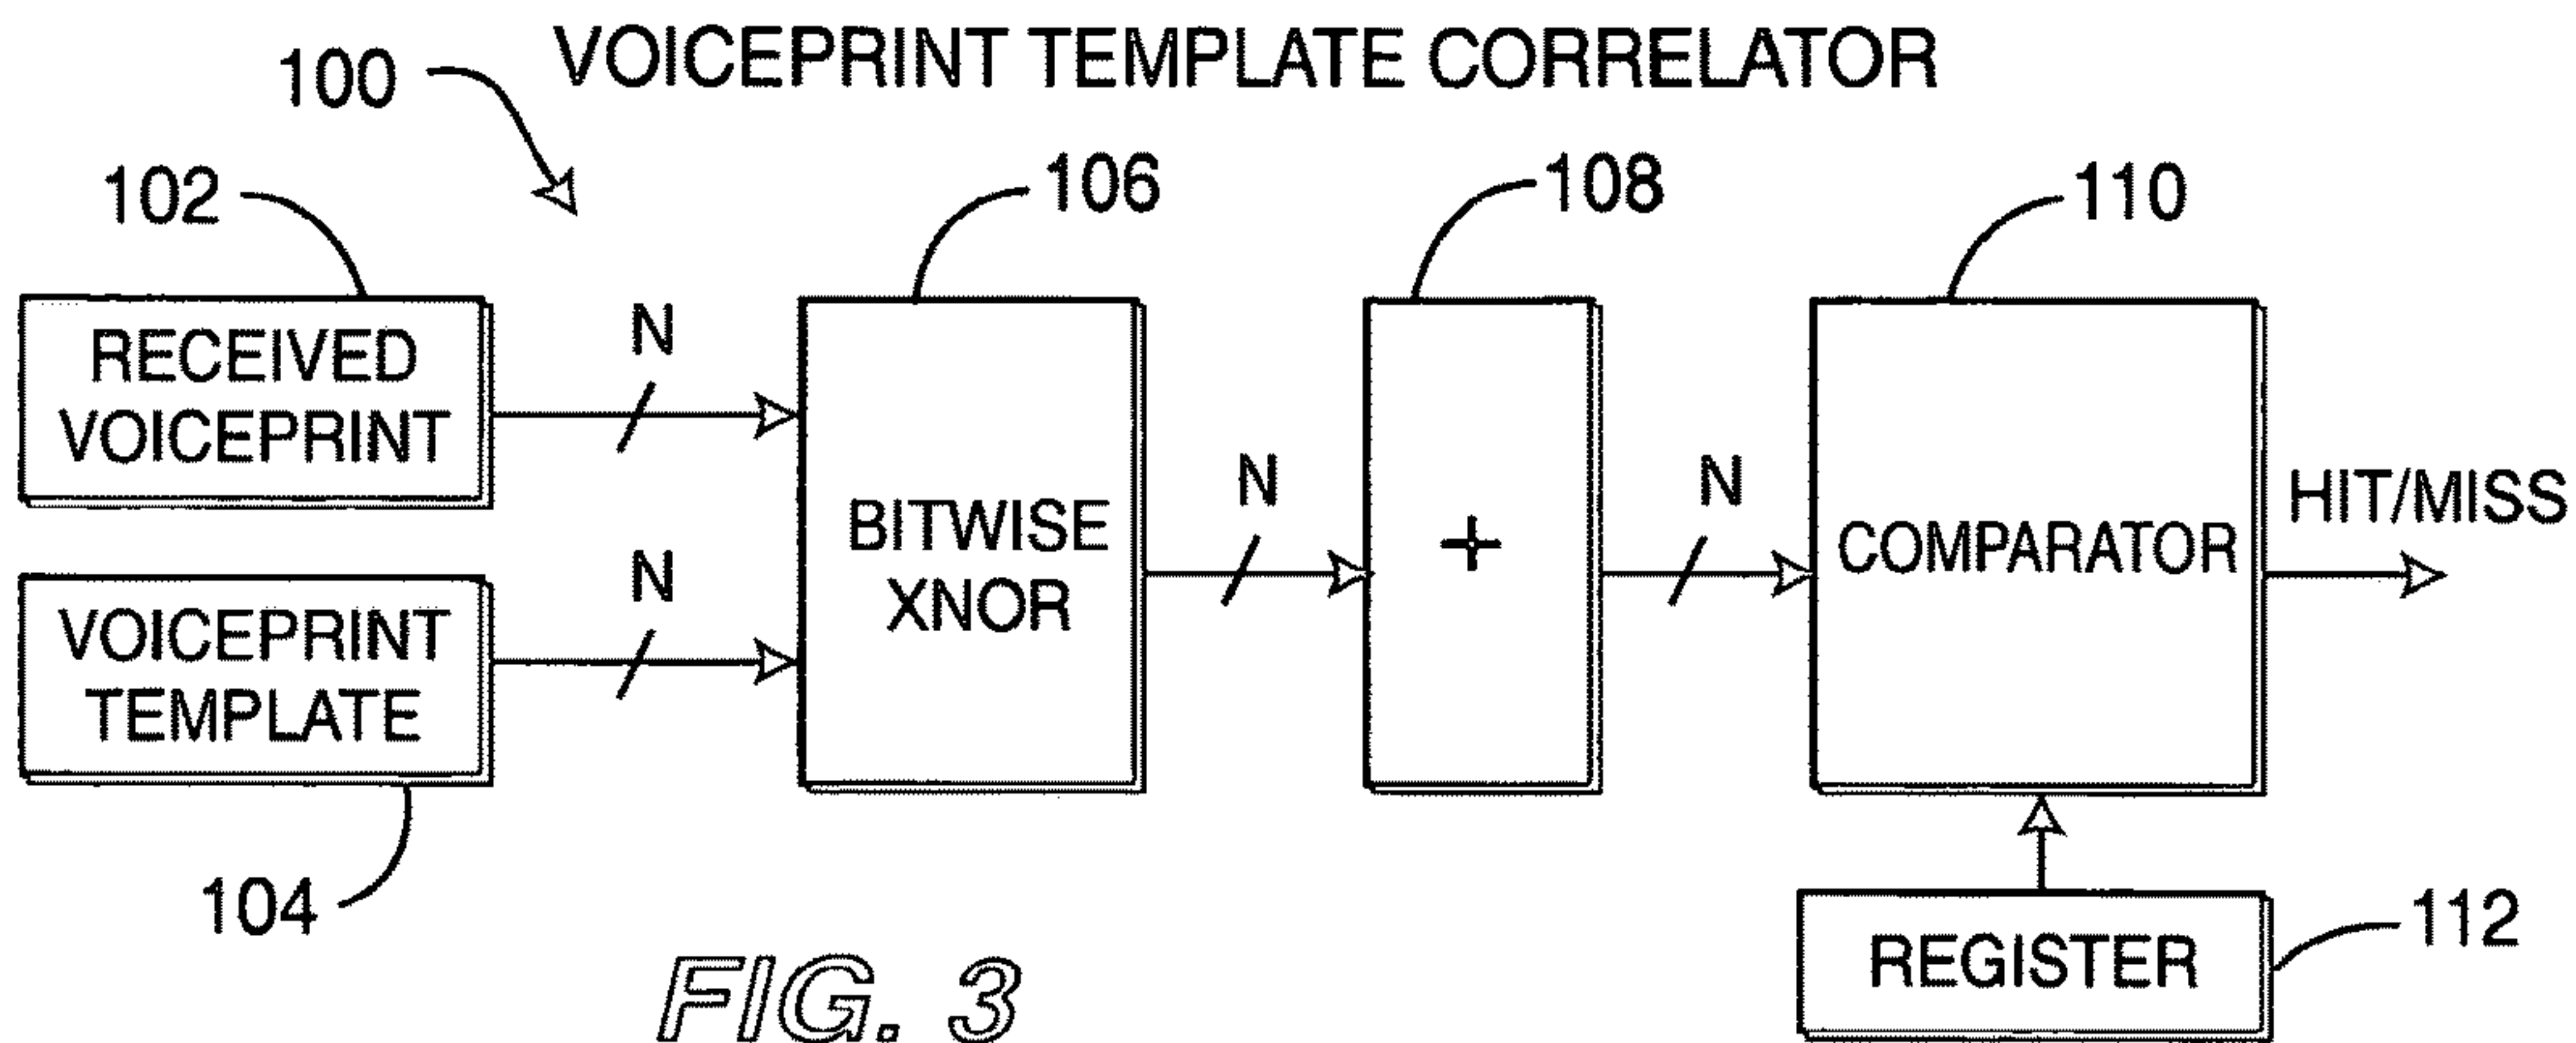 VOICEPRINT TEMPLATE CORRELATOR
100
102
106
108
110
RECEIVED
VOICEPRINT
N
VOICEPRINT
TEMPLATE
N
104
BITWISE
XNOR
N
+
N
COMPARATOR
HIT/MISS
REGISTER
112
FIG. 3